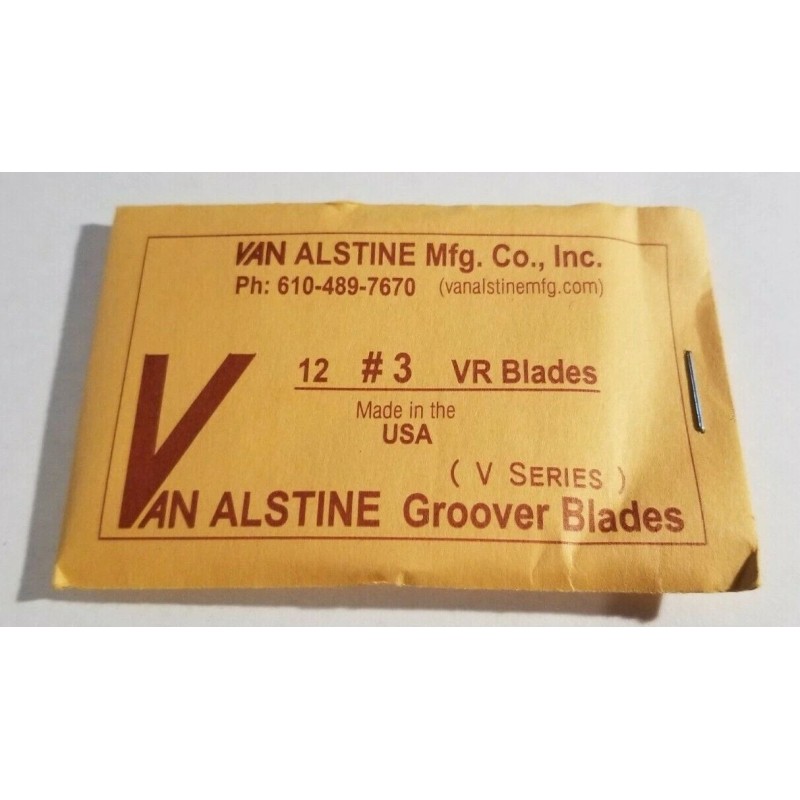 VAN ALSTINE Mfg. Co., Inc.
Ph: 610-489-7670 (vanalstinemfg.com)
12 # 3 VR Blades
Made in the
USA
( V SERIES )
VAN ALSTINE Groover Blades